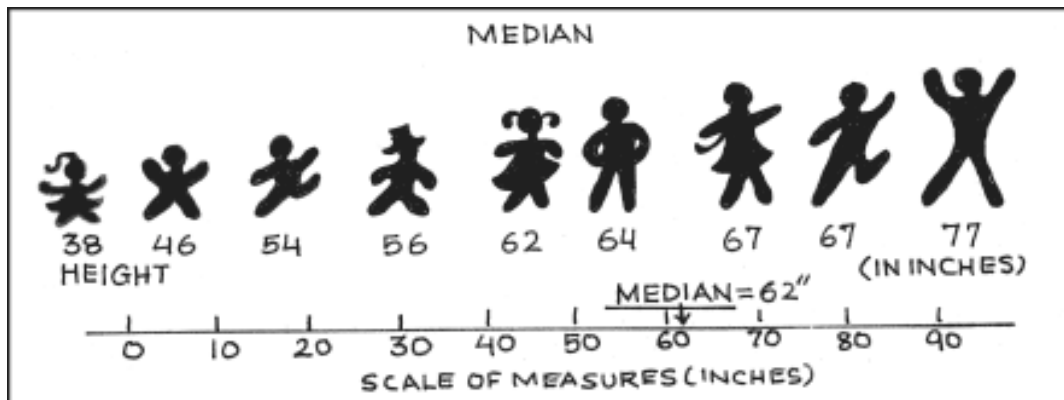 MEDIAN
38 46 54 56 62 64 67 67 77
HEIGHT (IN INCHES)
MEDIAN = 62"
0 10 20 30 40 50 60 70 80 90
SCALE OF MEASURES (INCHES)